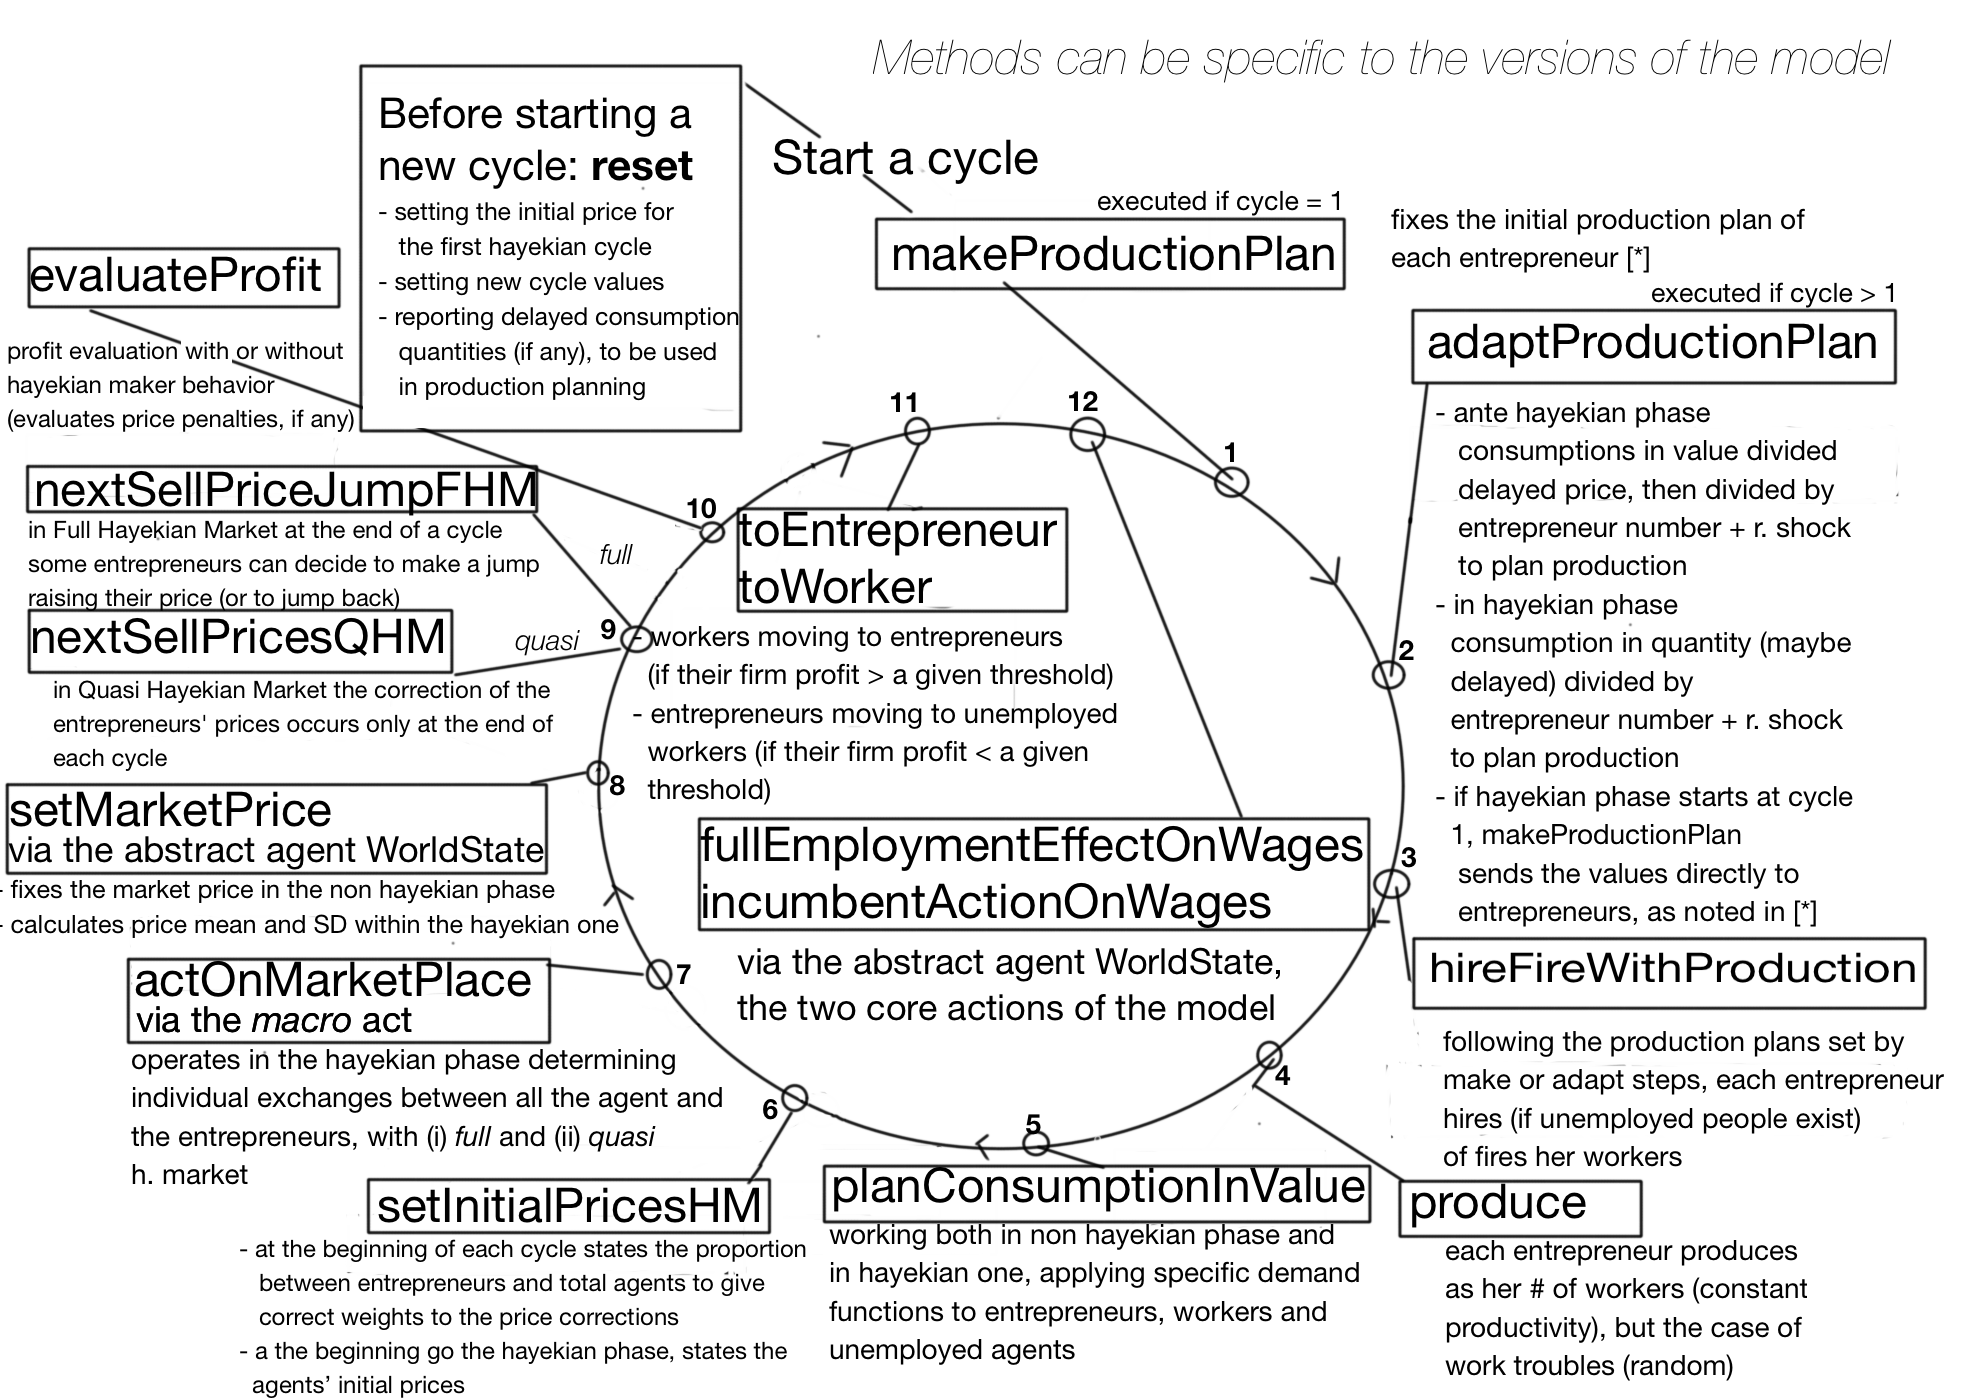 Methods can be specific to the versions of the model
Before starting a
new cycle: reset
- setting the initial price for
the first hayekian cycle
- setting new cycle values
- reporting delayed consumption
quantities (if any), to be used
in production planning
Start a cycle
executed if cycle = 1
makeProductionPlan
fixes the initial production plan of
each entrepreneur [*]
executed if cycle > 1
adaptProductionPlan
- ante hayekian phase
consumptions in value divided
delayed price, then divided by
entrepreneur number + r. shock
to plan production
- in hayekian phase
consumption in quantity (maybe
delayed) divided by
entrepreneur number + r. shock
to plan production
- if hayekian phase starts at cycle
1, makeProductionPlan
sends the values directly to
entrepreneurs, as noted in [*]
hireFireWithProduction
following the production plans set by
make or adapt steps, each entrepreneur
hires (if unemployed people exist)
of fires her workers
produce
each entrepreneur produces
as her # of workers (constant
productivity), but the case of
work troubles (random)
planConsumptionInValue
working both in non hayekian phase and
in hayekian one, applying specific demand
functions to entrepreneurs, workers and
unemployed agents
setInitialPricesHM
- at the beginning of each cycle states the proportion
between entrepreneurs and total agents to give
correct weights to the price corrections
- a the beginning go the hayekian phase, states the
agents’ initial prices
actOnMarketPlace
via the macro act
operates in the hayekian phase determining
individual exchanges between all the agent and
the entrepreneurs, with (i) full and (ii) quasi
h. market
setMarketPrice
via the abstract agent WorldState
- fixes the market price in the non hayekian phase
- calculates price mean and SD within the hayekian one
nextSellPricesQHM
in Quasi Hayekian Market the correction of the
entrepreneurs' prices occurs only at the end of
each cycle
quasi
nextSellPriceJumpFHM
in Full Hayekian Market at the end of a cycle
some entrepreneurs can decide to make a jump
raising their price (or to jump back)
full
evaluateProfit
profit evaluation with or without
hayekian maker behavior
(evaluates price penalties, if any)
toEntrepreneur
toWorker
- workers moving to entrepreneurs
(if their firm profit > a given threshold)
- entrepreneurs moving to unemployed
workers (if their firm profit < a given
threshold)
fullEmploymentEffectOnWages
incumbentActionOnWages
via the abstract agent WorldState,
the two core actions of the model
1
2
3
4
5
6
7
8
9
10
11
12